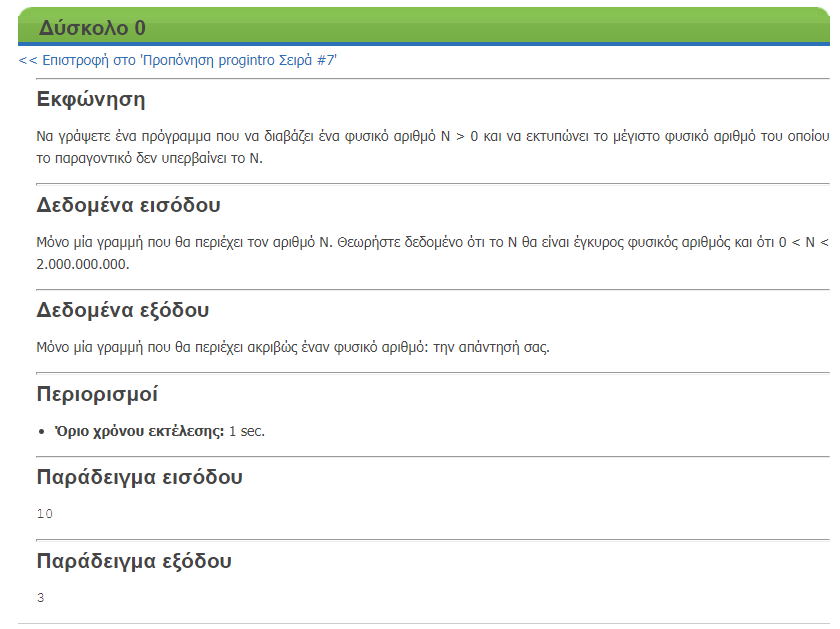 Δύσκολο 0
<< Επιστροφή στο 'Προπόνηση progintro Σειρά #7'
Εκφώνηση
Να γράψετε ένα πρόγραμμα που να διαβάζει ένα φυσικό αριθμό N > 0 και να εκτυπώνει το μέγιστο φυσικό αριθμό του οποίου
το παραγοντικό δεν υπερβαίνει το N.
Δεδομένα εισόδου
Μόνο μία γραμμή που θα περιέχει τον αριθμό N. Θεωρήστε δεδομένο ότι το N θα είναι έγκυρος φυσικός αριθμός και ότι 0 < N <
2.000.000.000.
Δεδομένα εξόδου
Μόνο μία γραμμή που θα περιέχει ακριβώς έναν φυσικό αριθμό: την απάντησή σας.
Περιορισμοί
• Όριο χρόνου εκτέλεσης: 1 sec.
Παράδειγμα εισόδου
10
Παράδειγμα εξόδου
3